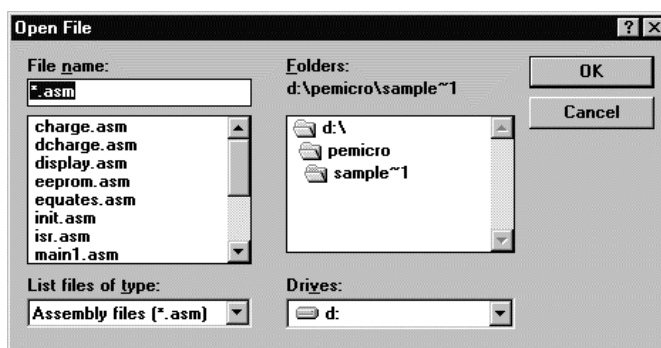 Open File
File name:
*.asm
charge.asm
dcharge.asm
display.asm
eeprom.asm
equates.asm
init.asm
isr.asm
main1.asm
List files of type:
Assembly files (*.asm)
Folders:
d:\pemicro\sample~1
d:\
pemicro
sample~1
Drives:
d:
OK
Cancel